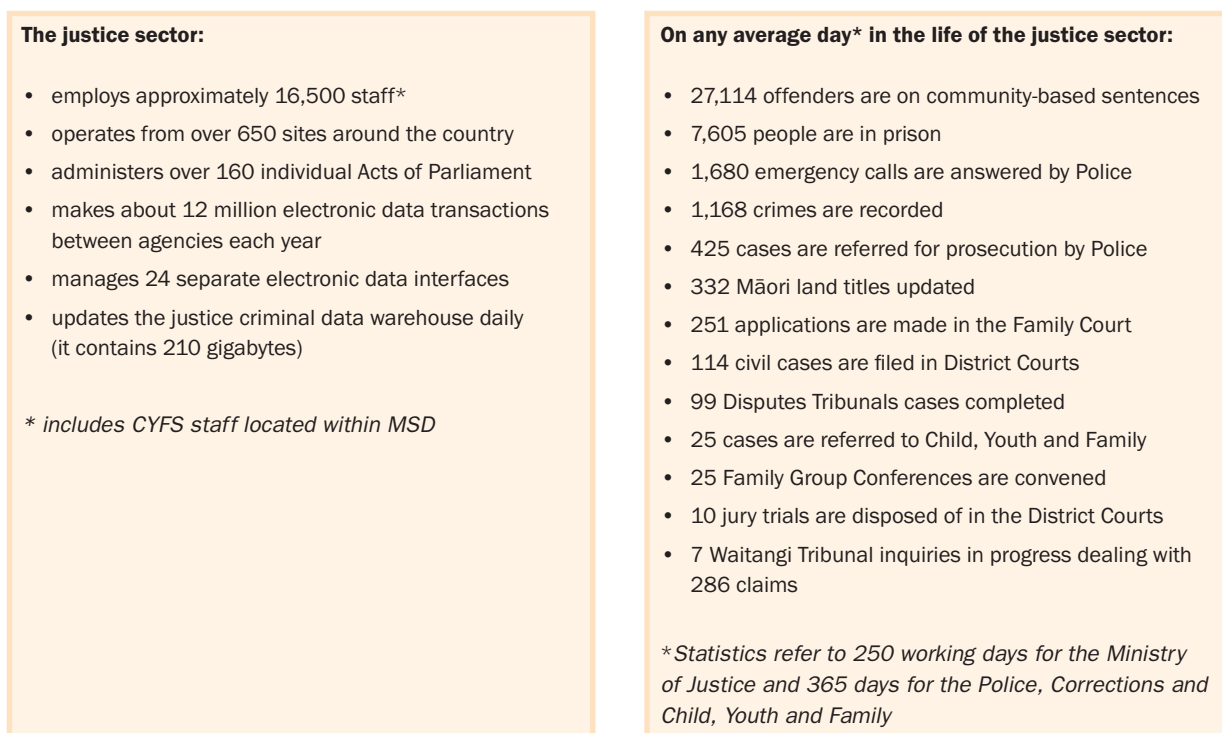 The justice sector:
• employs approximately 16,500 staff*
• operates from over 650 sites around the country
• administers over 160 individual Acts of Parliament
• makes about 12 million electronic data transactions
between agencies each year
• manages 24 separate electronic data interfaces
• updates the justice criminal data warehouse daily
(it contains 210 gigabytes)
* includes CYFS staff located within MSD
On any average day* in the life of the justice sector:
• 27,114 offenders are on community-based sentences
• 7,605 people are in prison
• 1,680 emergency calls are answered by Police
• 1,168 crimes are recorded
• 425 cases are referred for prosecution by Police
• 332 Māori land titles updated
• 251 applications are made in the Family Court
• 114 civil cases are filed in District Courts
• 99 Disputes Tribunals cases completed
• 25 cases are referred to Child, Youth and Family
• 25 Family Group Conferences are convened
• 10 jury trials are disposed of in the District Courts
• 7 Waitangi Tribunal inquiries in progress dealing with
286 claims
*Statistics refer to 250 working days for the Ministry
of Justice and 365 days for the Police, Corrections and
Child, Youth and Family